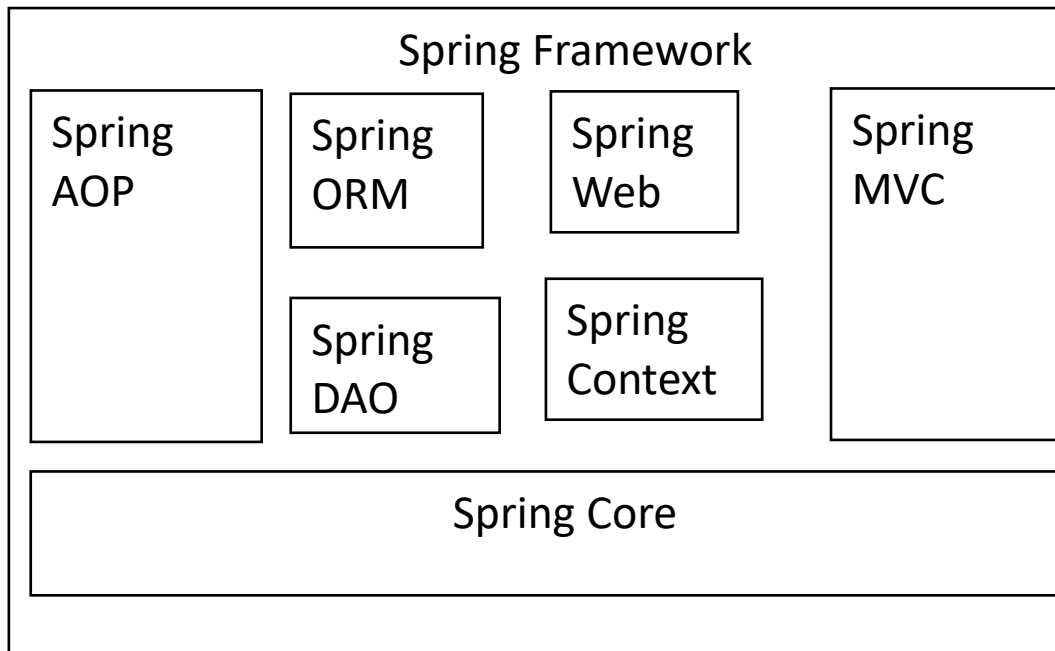 Spring Framework
Spring
AOP
Spring
ORM
Spring
Web
Spring
MVC
Spring
DAO
Spring
Context
Spring Core